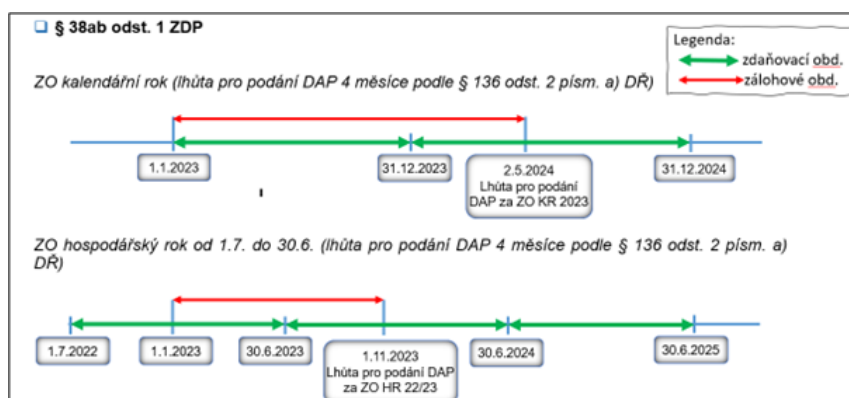 § 38ab odst. 1 ZDP
Legenda:
zdaňovací obd.
zálohové obd.
ZO kalendářní rok (lhůta pro podání DAP 4 měsíce podle § 136 odst. 2 písm. a) DŘ)
1.1.2023
31.12.2023
2.5.2024
Lhůta pro podání
DAP za ZO KR 2023
31.12.2024
ZO hospodářský rok od 1.7. do 30.6. (lhůta pro podání DAP 4 měsíce podle § 136 odst. 2 písm. a)
DŘ)
1.7.2022
1.1.2023
30.6.2023
1.11.2023
Lhůta pro podání DAP
za ZO HR 22/23
30.6.2024
30.6.2025